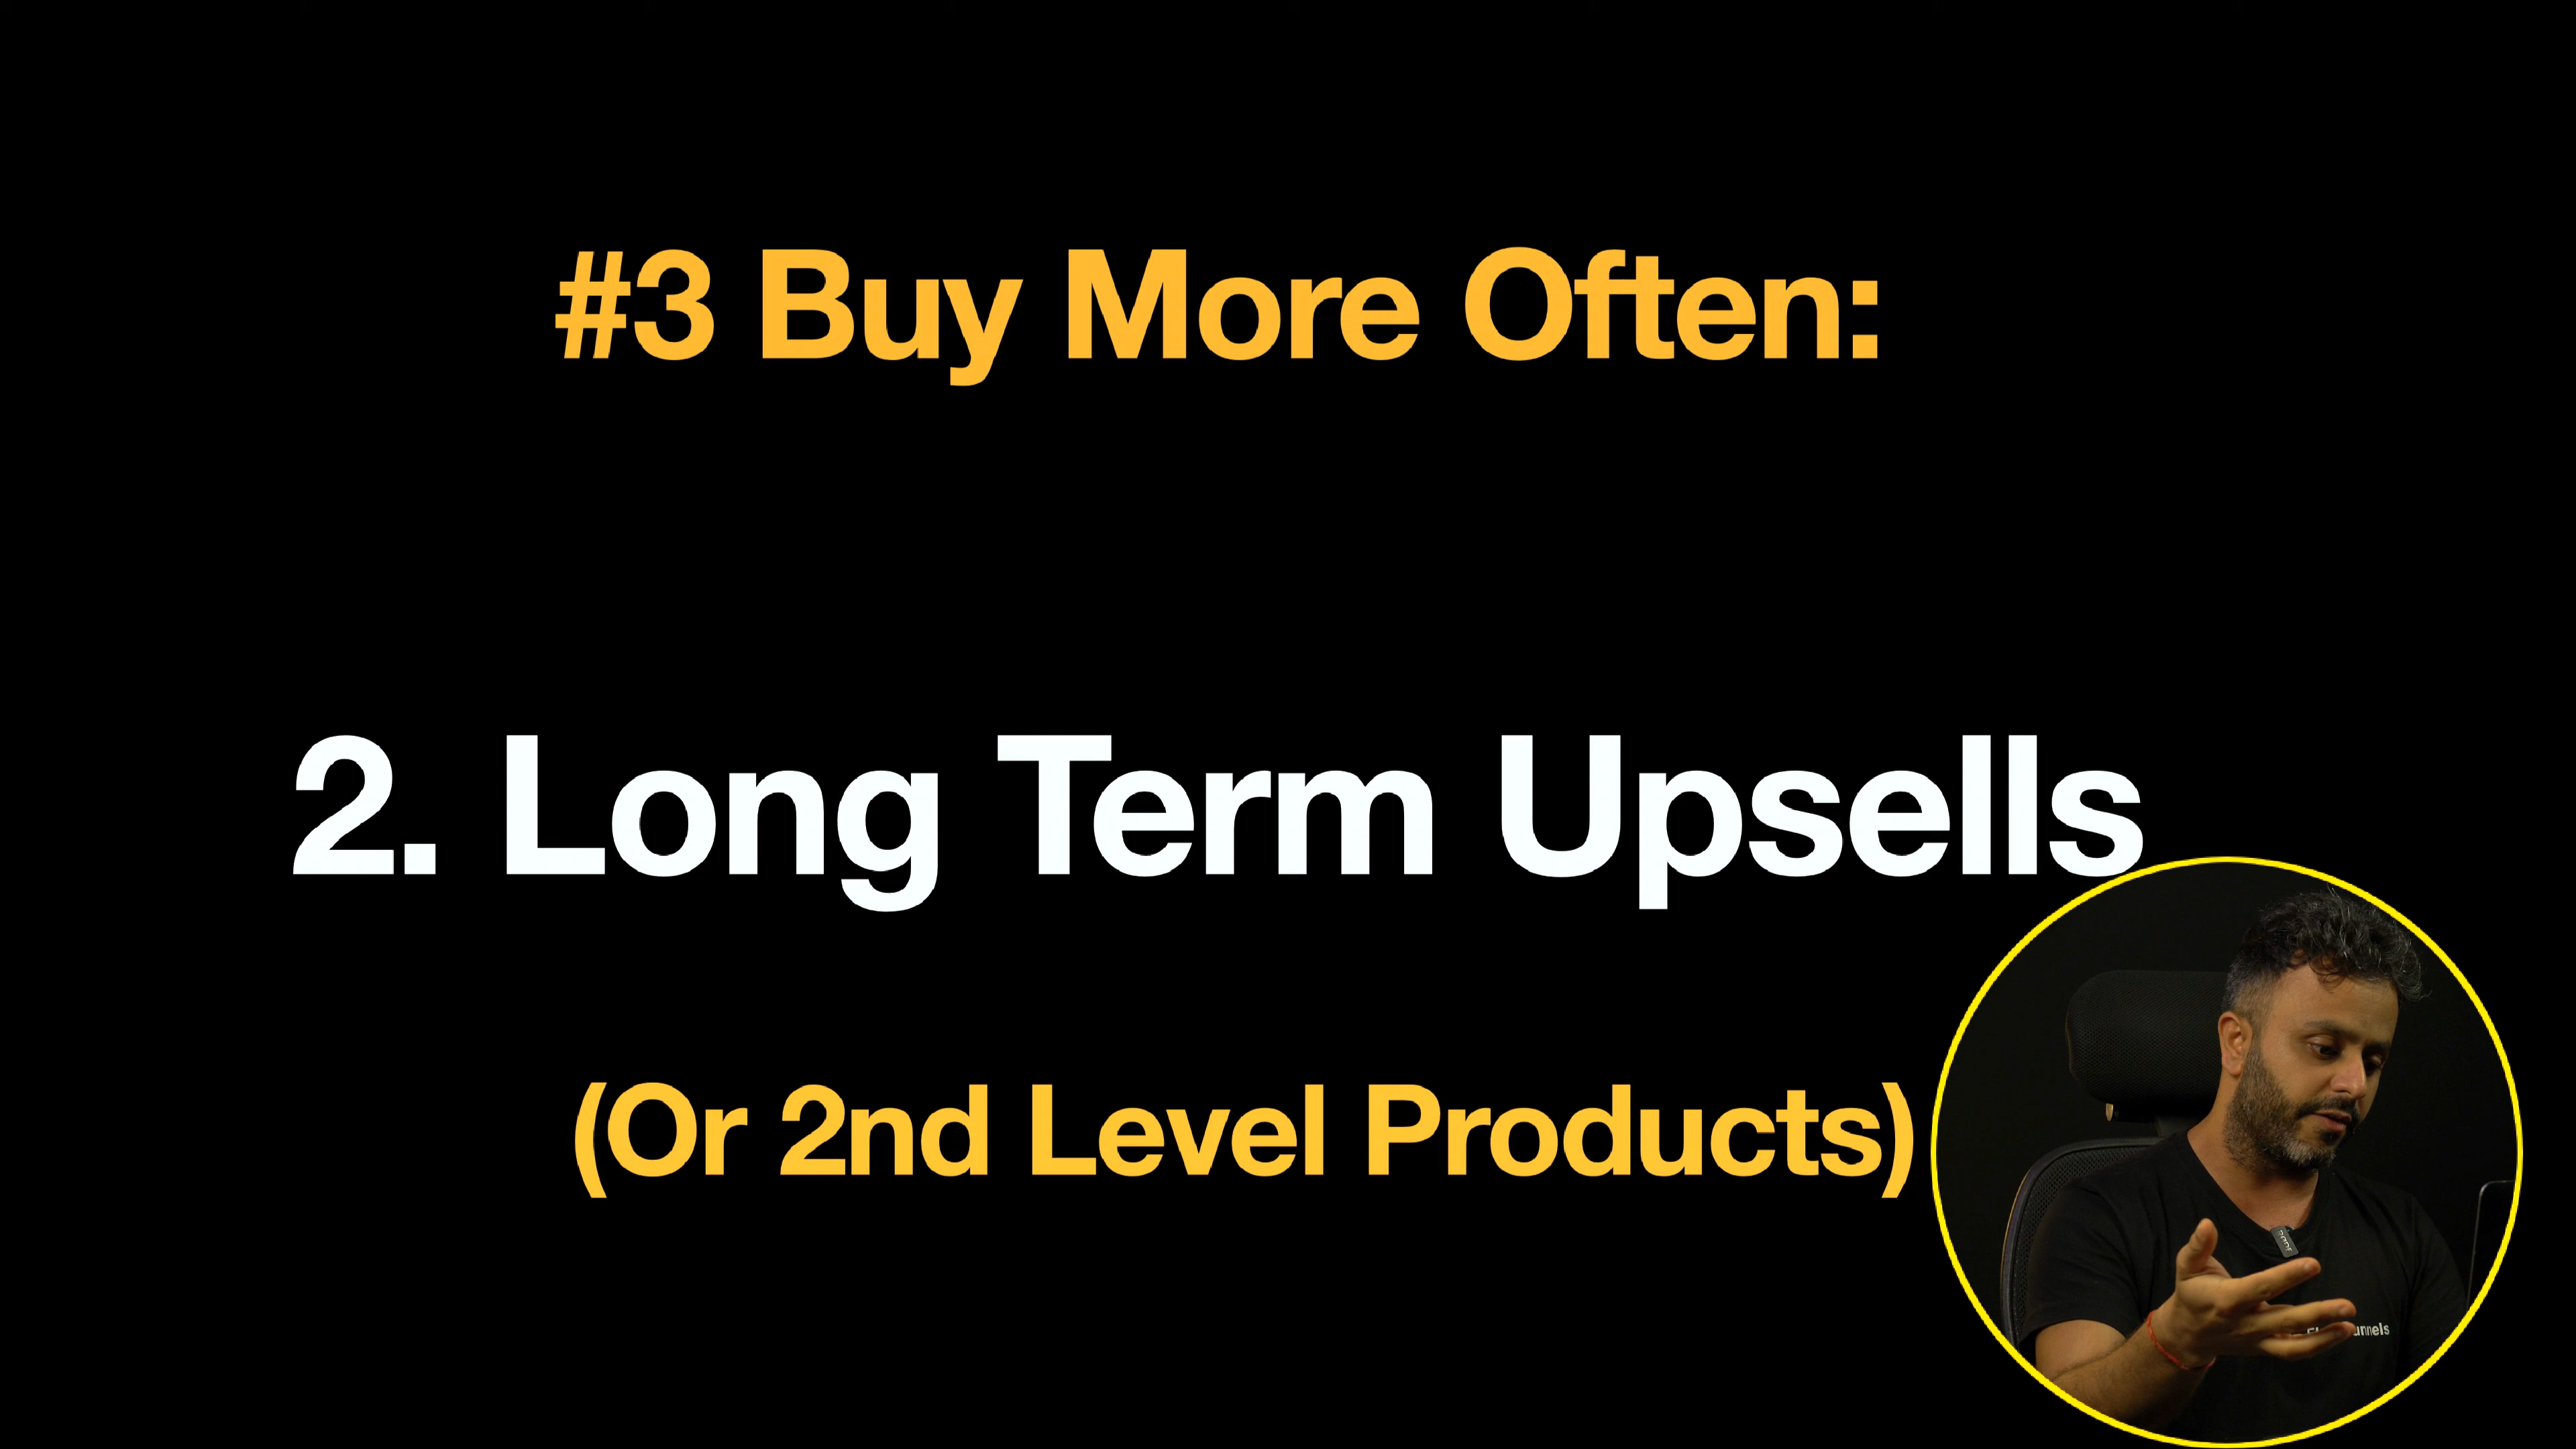 #3 Buy More Often:
2. Long Term Upsells
(Or 2nd Level Products)